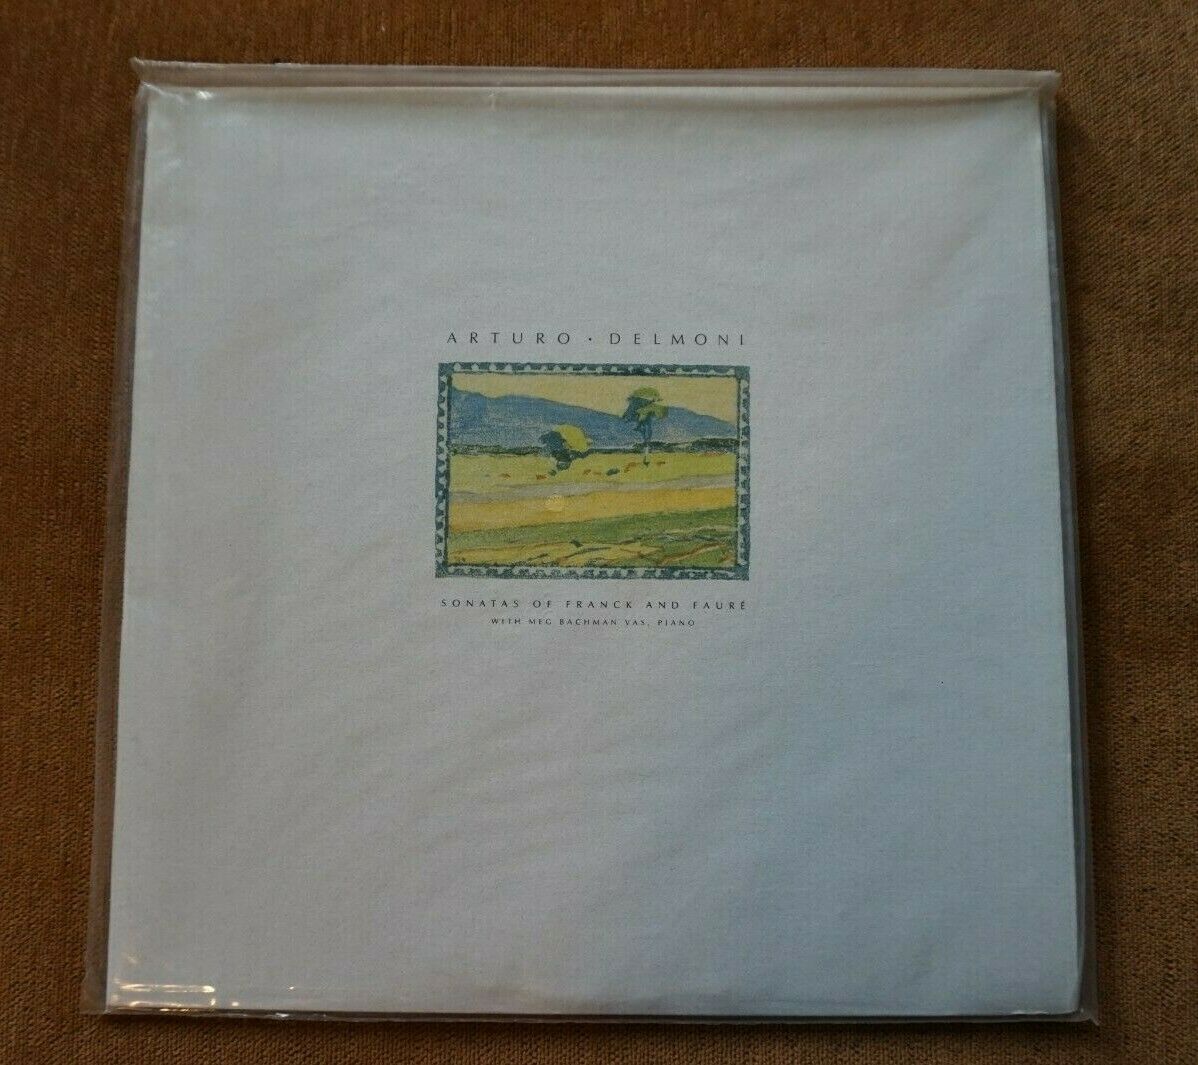 ARTURO · DELMONI
SONATAS OF FRANCK AND FAURÉ
WITH MEG BACHMAN VAS, PIANO